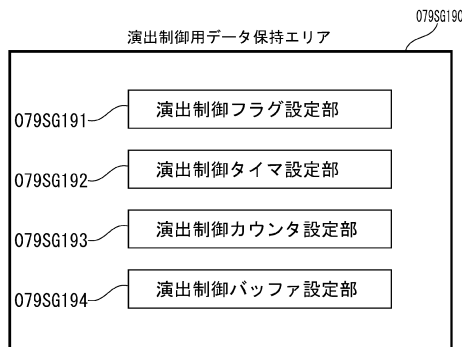 079SG190
演出制御用データ保持エリア
079SG191
演出制御フラグ設定部
079SG192
演出制御タイマ設定部
079SG193
演出制御カウンタ設定部
079SG194
演出制御バッファ設定部